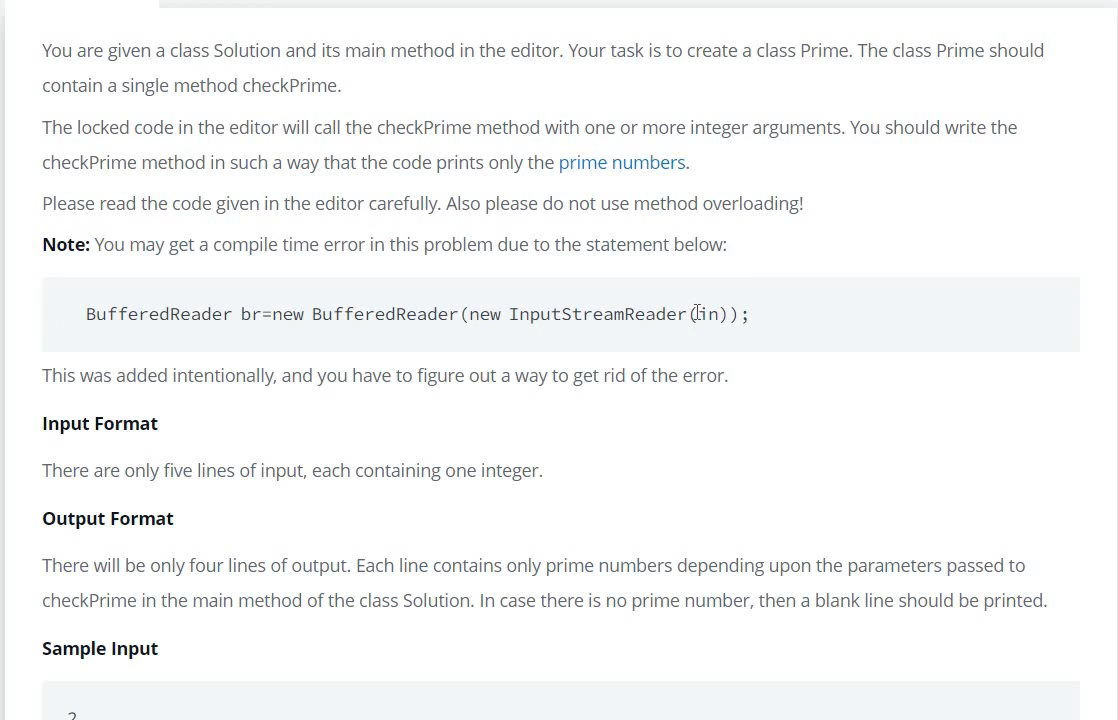 You are given a class Solution and its main method in the editor. Your task is to create a class Prime. The class Prime should
contain a single method checkPrime.
The locked code in the editor will call the checkPrime method with one or more integer arguments. You should write the
checkPrime method in such a way that the code prints only the prime numbers.
Please read the code given in the editor carefully. Also please do not use method overloading!
Note: You may get a compile time error in this problem due to the statement below:
BufferedReader br=new BufferedReader(new InputStreamReader(in));
This was added intentionally, and you have to figure out a way to get rid of the error.
Input Format
There are only five lines of input, each containing one integer.
Output Format
There will be only four lines of output. Each line contains only prime numbers depending upon the parameters passed to
checkPrime in the main method of the class Solution. In case there is no prime number, then a blank line should be printed.
Sample Input
2